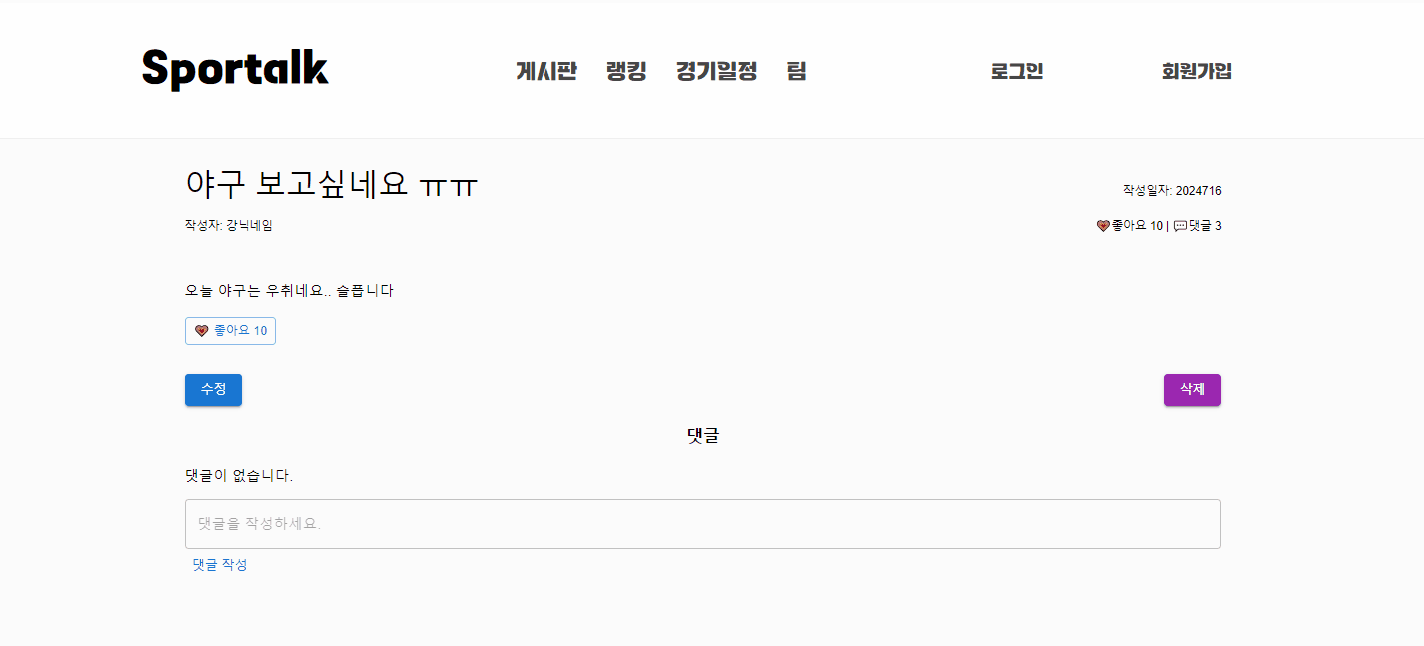 Sportalk 게시판 랭킹 경기일정 팀 로그인 회원가입
야구 보고싶네요 ㅠㅠ
작성일자: 2024716
작성자: 강닉네임
좋아요 10 | 댓글 3
오늘 야구는 우취네요.. 슬픕니다
좋아요 10
수정 삭제
댓글
댓글이 없습니다.
댓글을 작성하세요.
댓글 작성